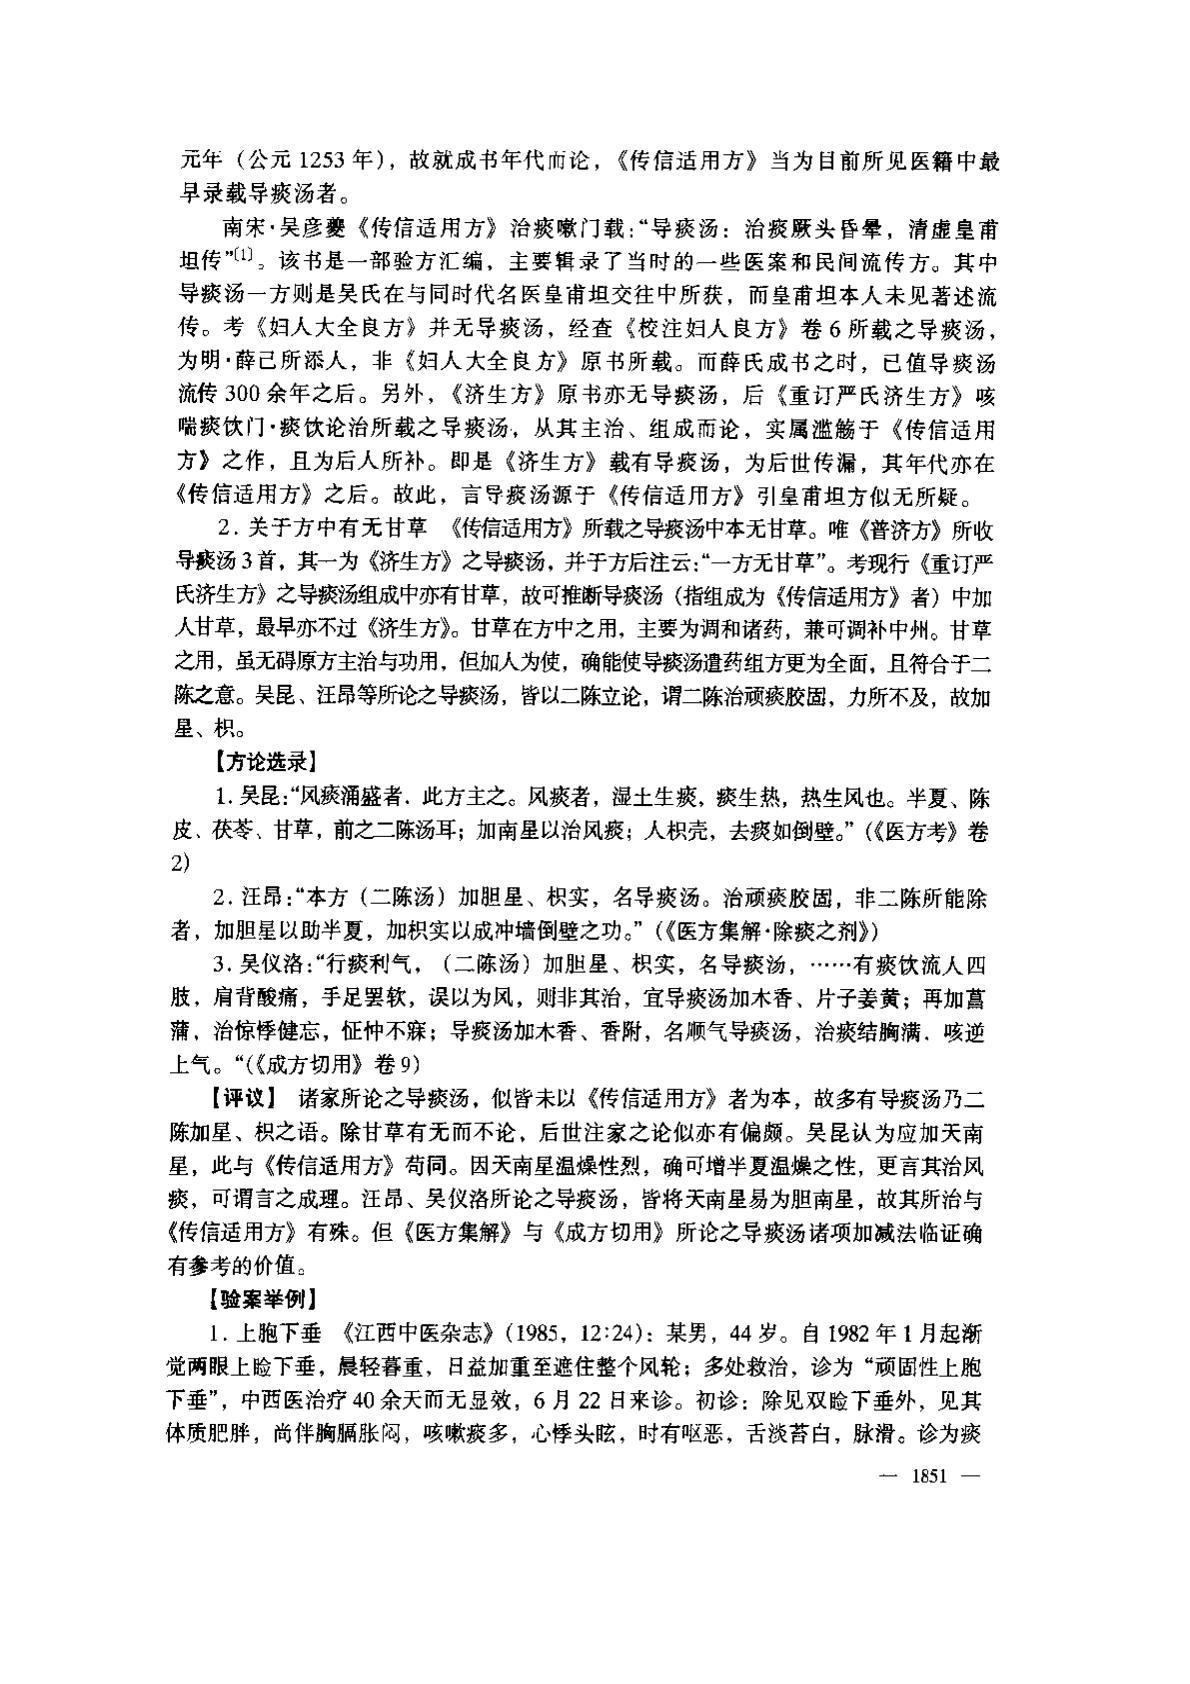 元年（公元 1253 年），故就成书年代而论，《传信适用方》当为目前所见医籍中最
早录载导痰汤者。
南宋·吴彦夔《传信适用方》治痰嗽门载：“导痰汤：治痰厥头昏晕，清虚皇甫
坦传”〔1〕。该书是一部验方汇编，主要辑录了当时的一些医案和民间流传方。其中
导痰汤一方则是吴氏在与同时代名医皇甫坦交往中所获，而皇甫坦本人未见著述流
传。考《妇人大全良方》并无导痰汤，经查《校注妇人良方》卷 6 所载之导痰汤，
为明·薛己所添人，非《妇人大全良方》原书所载。而薛氏成书之时，已值导痰汤
流传 300 余年之后。另外，《济生方》原书亦无导痰汤，后《重订严氏济生方》咳
喘痰饮门·痰饮论治所载之导痰汤，从其主治、组成而论，实属滥觞于《传信适用
方》之作，且为后人所补。即是《济生方》载有导痰汤，为后世传漏，其年代亦在
《传信适用方》之后。故此，言导痰汤源于《传信适用方》引皇甫坦方似无所疑。
2．关于方中有无甘草 《传信适用方》所载之导痰汤中本无甘草。唯《普济方》所收
导痰汤 3 首，其一为《济生方》之导痰汤，并于方后注云：“一方无甘草”。考现行《重订严
氏济生方》之导痰汤组成中亦有甘草，故可推断导痰汤（指组成为《传信适用方》者）中加
人甘草，最早亦不过《济生方》。甘草在方中之用，主要为调和诸药，兼可调补中州。甘草
之用，虽无碍原方主治与功用，但加人为使，确能使导痰汤遣药组方更为全面，且符合于二
陈之意。吴昆、汪昂等所论之导痰汤，皆以二陈立论，谓二陈治顽痰胶固，力所不及，故加
星、枳。
【方论选录】
1．吴昆：“风痰涌盛者．此方主之。风痰者，湿土生痰，痰生热，热生风也。半夏、陈
皮、茯苓、甘草，前之二陈汤耳；加南星以治风痰；人枳壳，去痰如倒壁。”（《医方考》卷
2）
2．汪昂：“本方（二陈汤）加胆星、枳实，名导痰汤。治顽痰胶固，非二陈所能除
者，加胆星以助半夏，加枳实以成冲墙倒壁之功。”（《医方集解·除痰之剂》）
3．吴仪洛：“行痰利气，（二陈汤）加胆星、枳实，名导痰汤，……有痰饮流人四
肢，肩背酸痛，手足罢软，误以为风，则非其治，宜导痰汤加木香、片子姜黄；再加菖
蒲，治惊悸健忘，怔忡不寐；导痰汤加木香、香附，名顺气导痰汤，治痰结胸满．咳逆
上气。“（《成方切用》卷 9）
【评议】 诸家所论之导痰汤，似皆未以《传信适用方》者为本，故多有导痰汤乃二
陈加星、枳之语。除甘草有无而不论，后世注家之论似亦有偏颇。吴昆认为应加天南
星，此与《传信适用方》苟同。因天南星温燥性烈，确可增半夏温燥之性，更言其治风
痰，可谓言之成理。汪昂、吴仪洛所论之导痰汤，皆将天南星易为胆南星，故其所治与
《传信适用方》有殊。但《医方集解》与《成方切用》所论之导痰汤诸项加减法临证确
有参考的价值。
【验案举例】
1．上胞下垂 《江西中医杂志》（1985，12:24）：某男，44 岁。自 1982 年 1 月起渐
觉两眼上睑下垂，晨轻暮重，日益加重至遮住整个风轮；多处救治，诊为“顽固性上胞
下垂”，中西医治疗 40 余天而无显效，6 月 22 日来诊。初诊：除见双睑下垂外，见其
体质肥胖，尚伴胸膈胀闷，咳嗽痰多，心悸头眩，时有呕恶，舌淡苔白，脉滑。诊为痰
— 1851 —